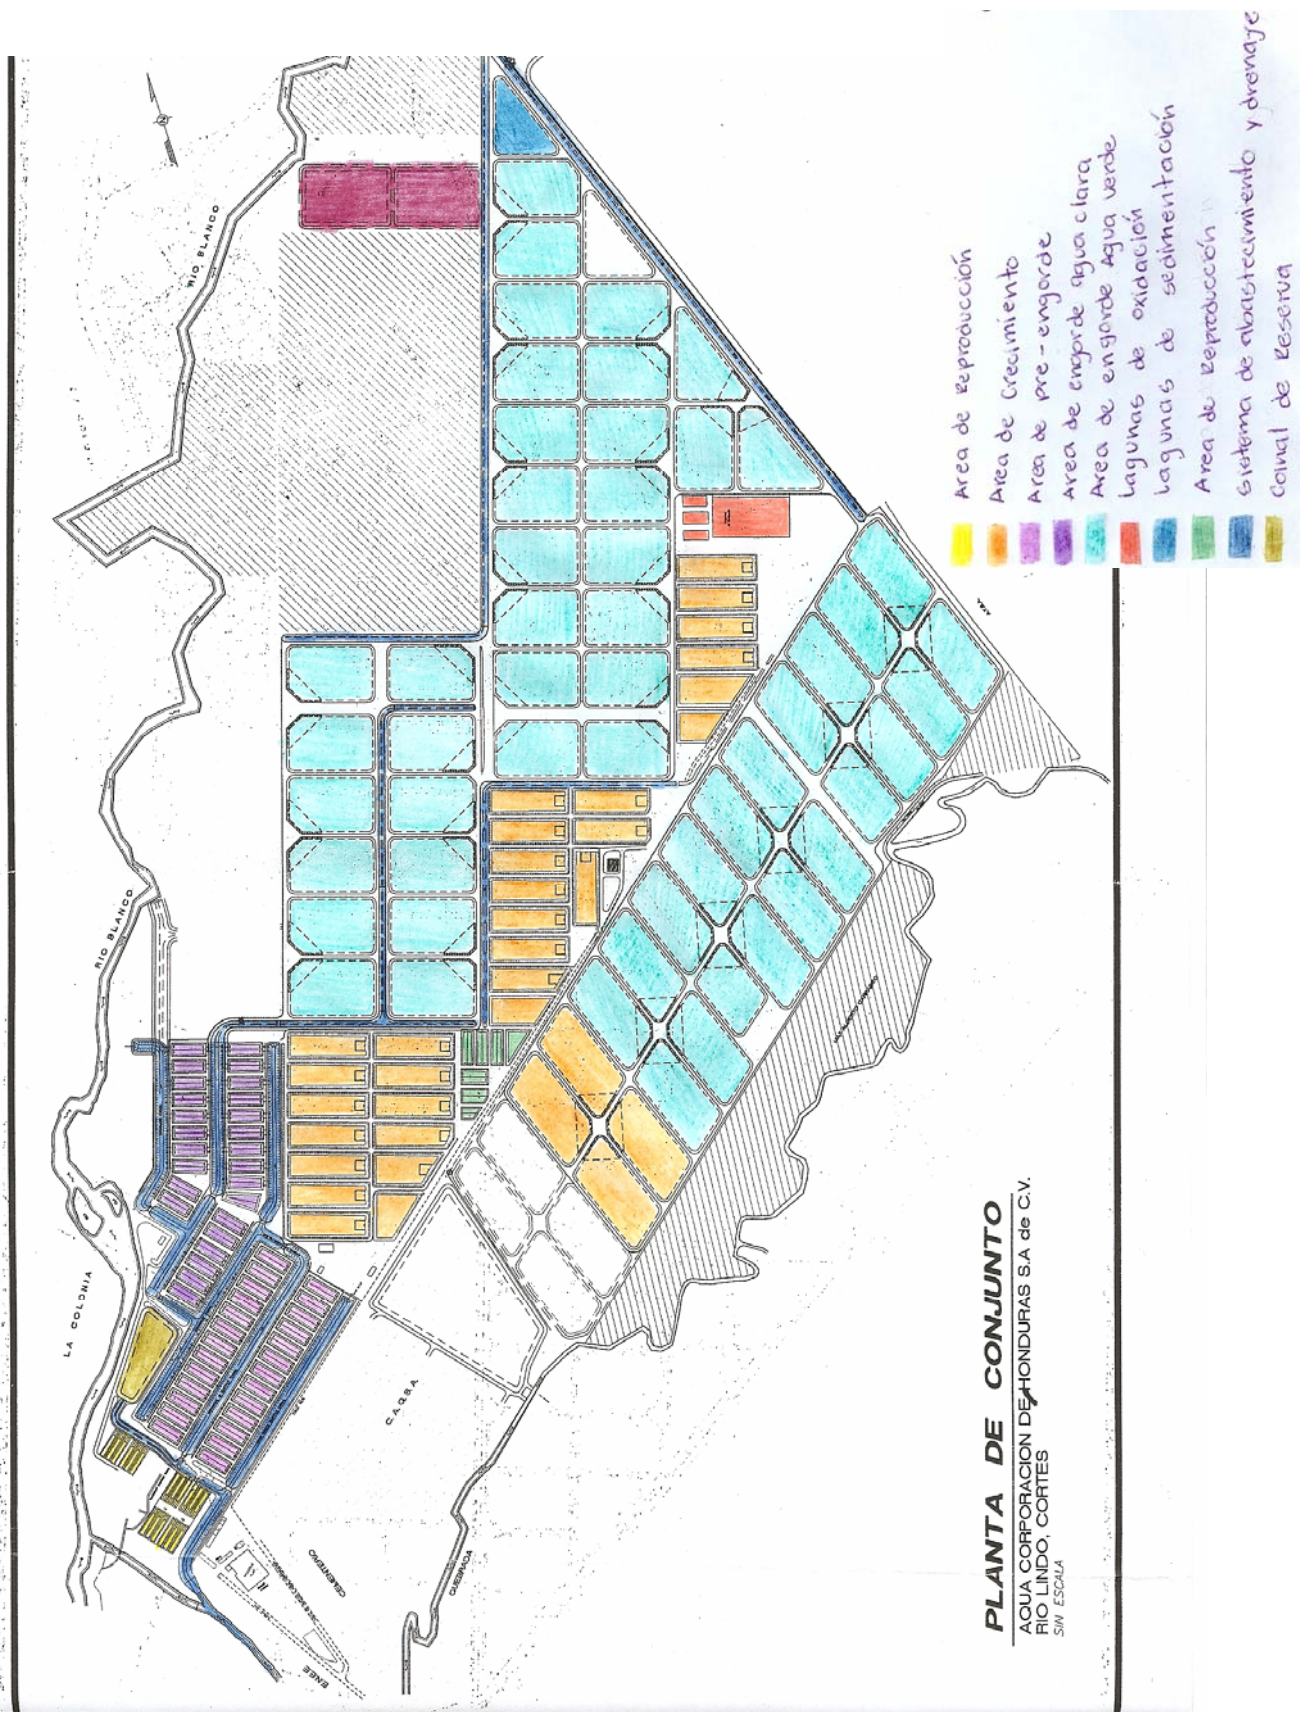 Area de Reproducción
Area de Crecimiento
Area de pre-engorde
Area de engorde agua clara
Area de engorde Agua verde
Lagunas de oxidación
Lagunas de sedimentación
Area de Reproducción
Sistema de abastecimiento y drenaje
Canal de Reserva
N
RIO BLANCO
RIO BLANCO
LA COLONIA
C.A.Q.S.A
CEMENTERIO
QUEBRADA
ENEE
PLANTA DE CONJUNTO
AQUA CORPORACION DE HONDURAS S.A de C.V.
RIO LINDO, CORTES
SIN ESCALA